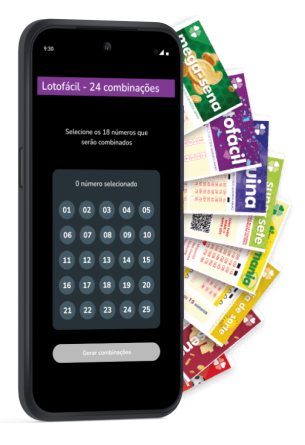 9:30
Lotofácil - 24 combinações
Selecione os 18 números que
serão combinados
0 número selecionado
01 02 03 04 05
06 07 08 09 10
11 12 13 14 15
16 17 18 19 20
21 22 23 24 25
Gerar combinações
mega-sena
lotofácil
quina
super sete
mania
de sorte